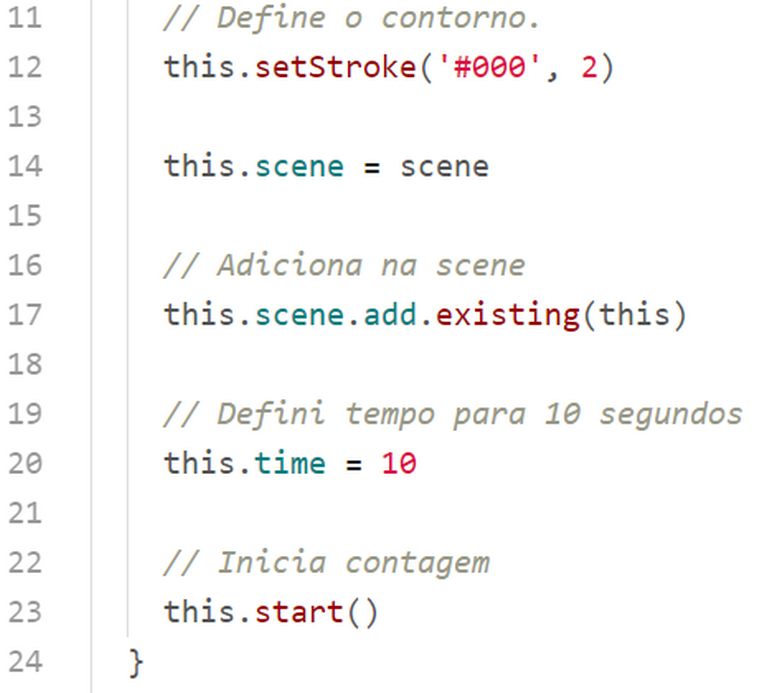 11 // Define o contorno.
12 this.setStroke('#000', 2)
13
14 this.scene = scene
15
16 // Adiciona na scene
17 this.scene.add.existing(this)
18
19 // Defini tempo para 10 segundos
20 this.time = 10
21
22 // Inicia contagem
23 this.start()
24 }